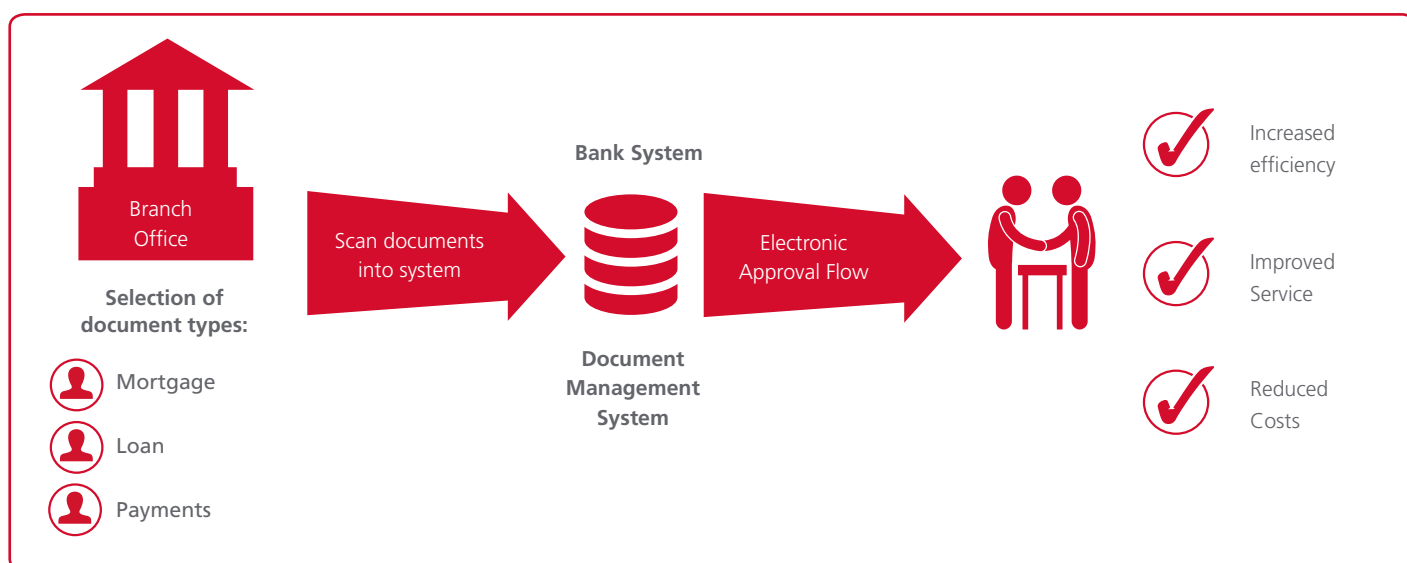 Branch
Office
Selection of
document types:
Mortgage
Loan
Payments
Scan documents
into system
Bank System
Document
Management
System
Electronic
Approval Flow
Increased
efficiency
Improved
Service
Reduced
Costs